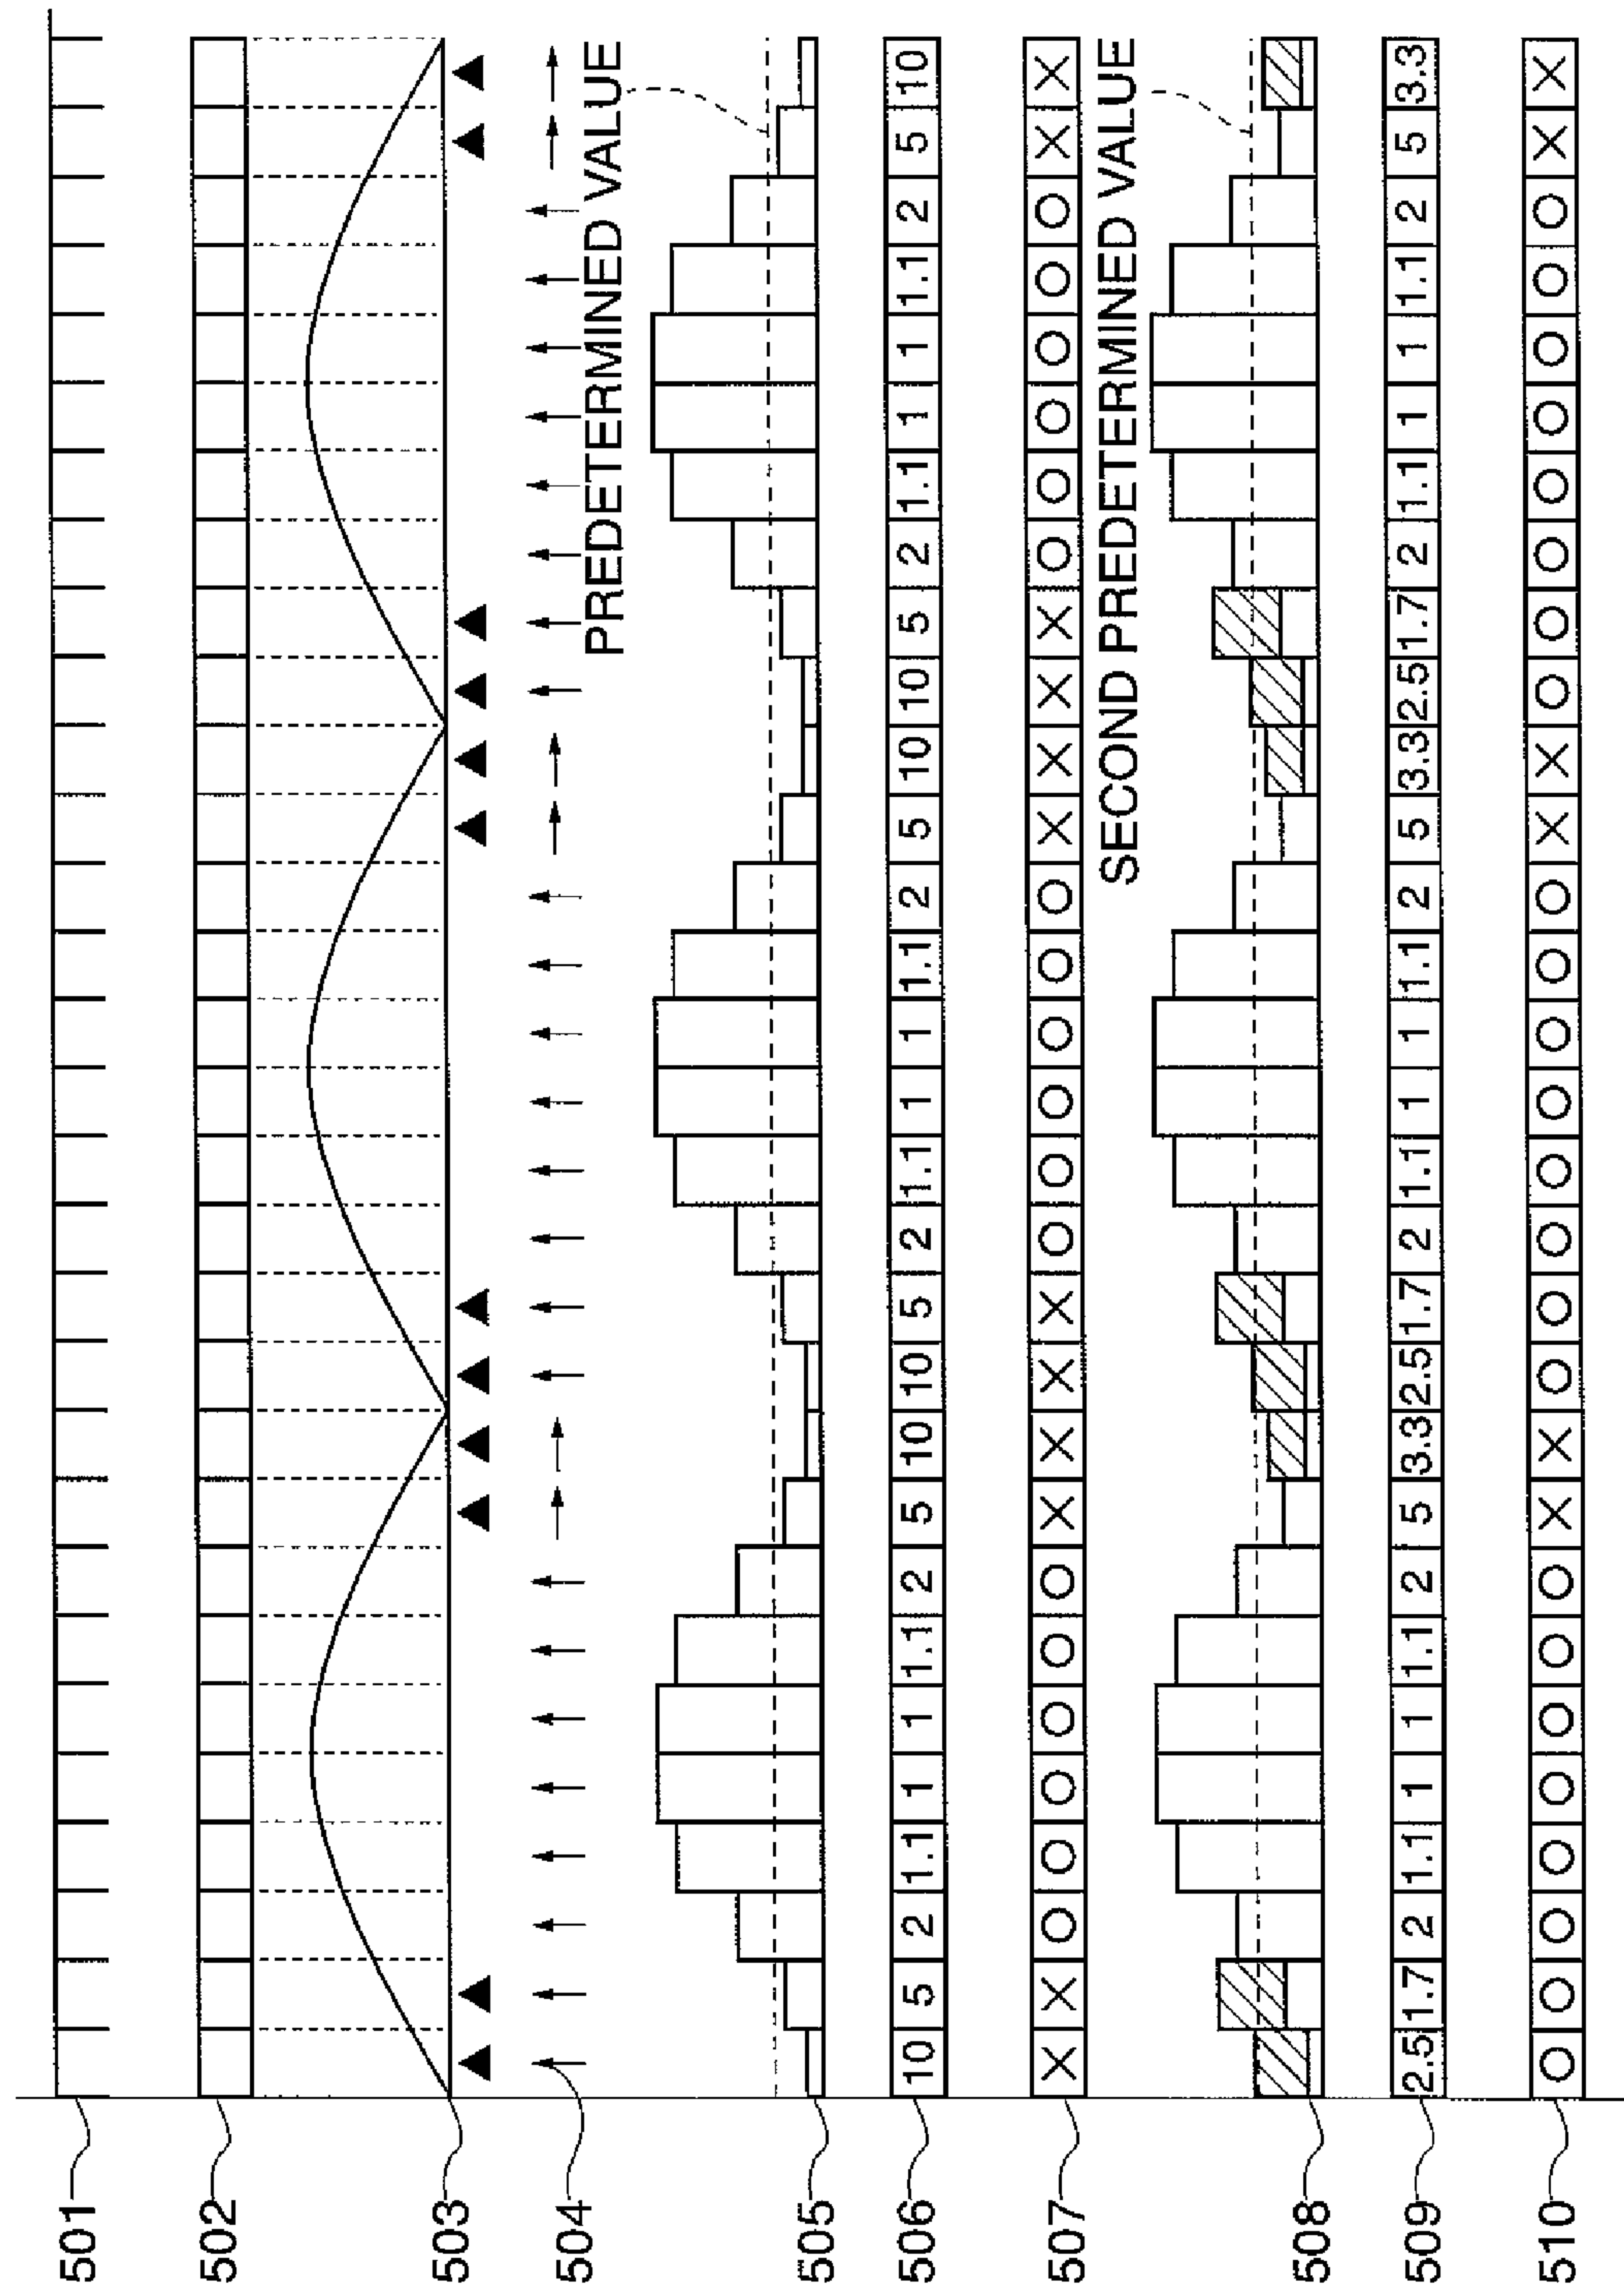 501
502
503
504
PREDETERMINED VALUE
505
506 10 5 2 1.1 1 1 1.1 2 5 10 10 5 2 1.1 1 1 1.1 2 5 10 10 5 2 1.1 1 1 1.1 2 5 10
507 X X O O O O O O X X X X O O O O O O X X X X O O O O O O X X
SECOND PREDETERMINED VALUE
508
509 2.5 1.7 2 1.1 1 1 1.1 2 5 3.3 2.5 1.7 2 1.1 1 1 1.1 2 5 3.3 2.5 1.7 2 1.1 1 1 1.1 2 5 3.3
510 O O O O O O O O X X O O O O O O O O X X O O O O O O O O X X